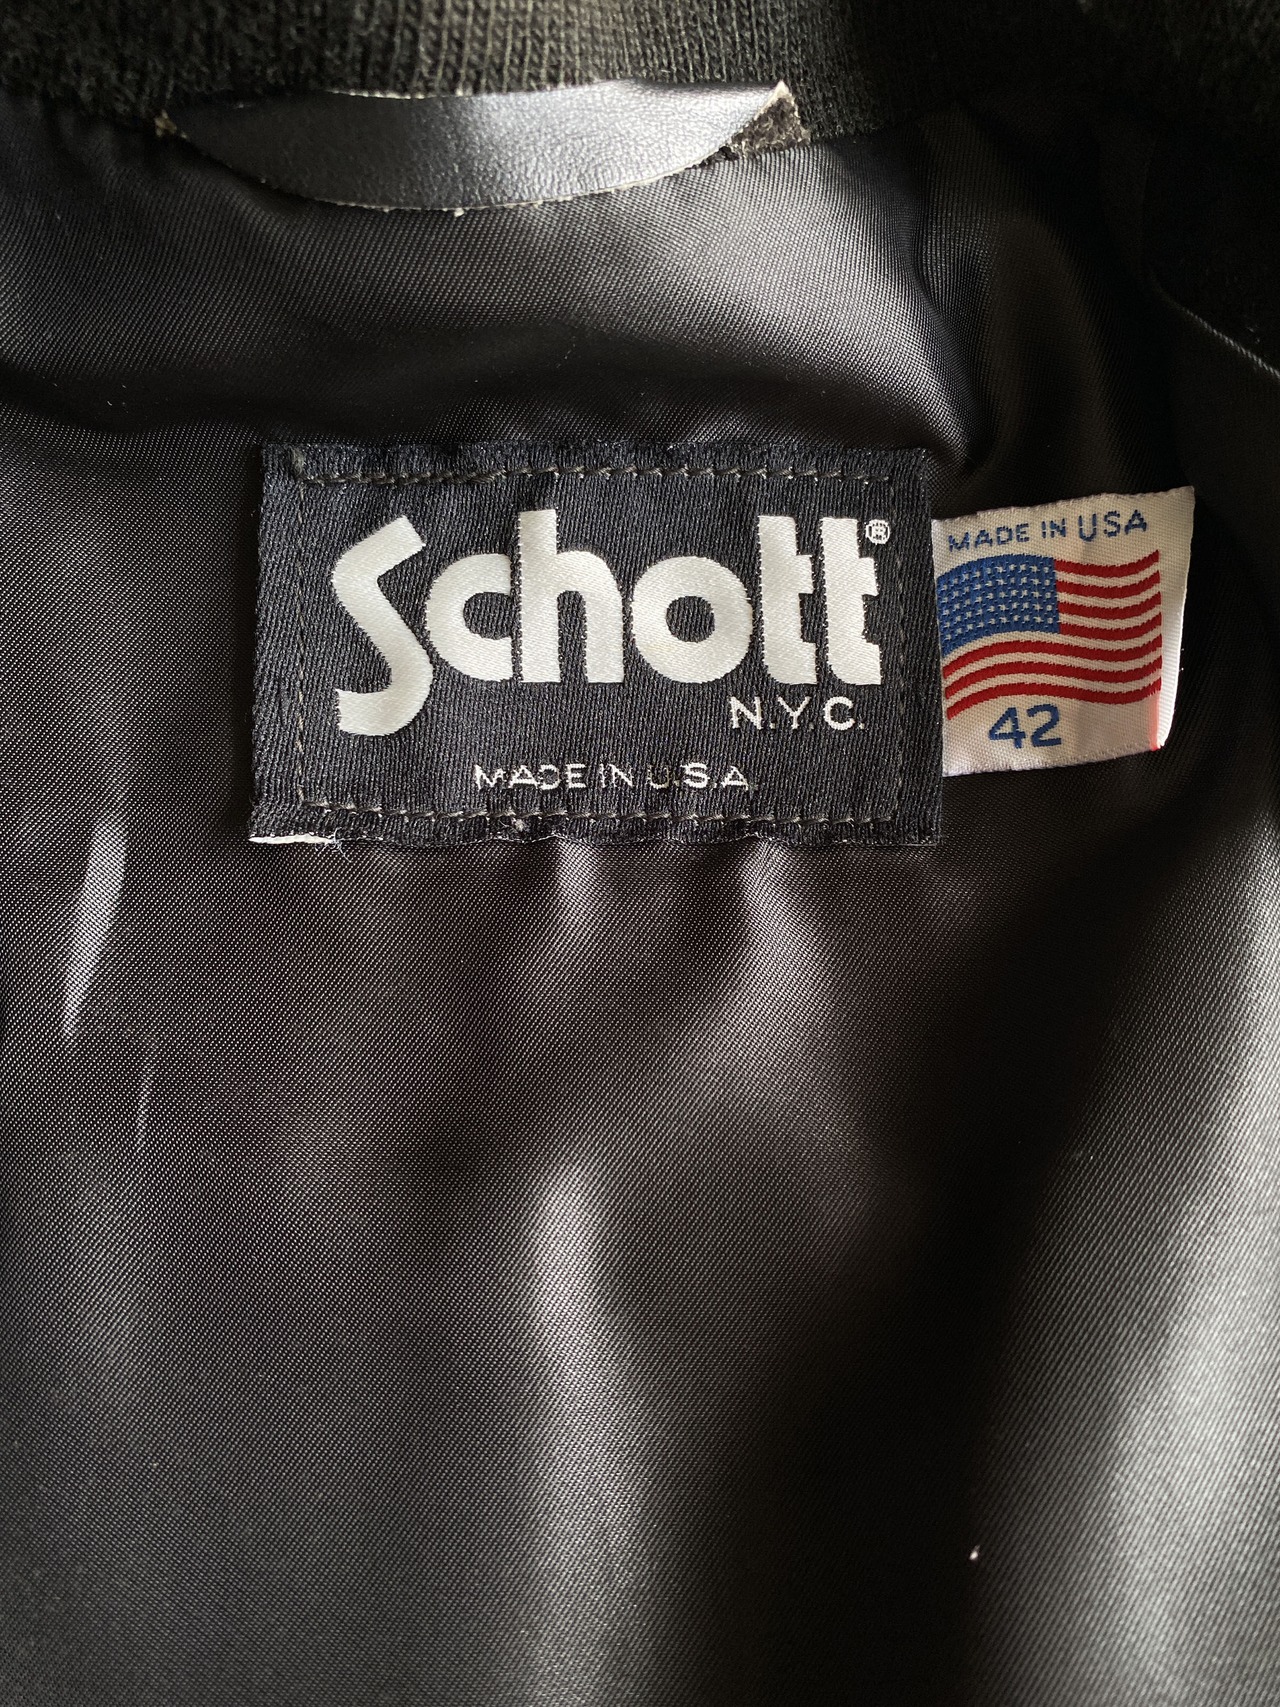 Schott®
N.Y.C.
MADE IN U.S.A.
MADE IN USA
42